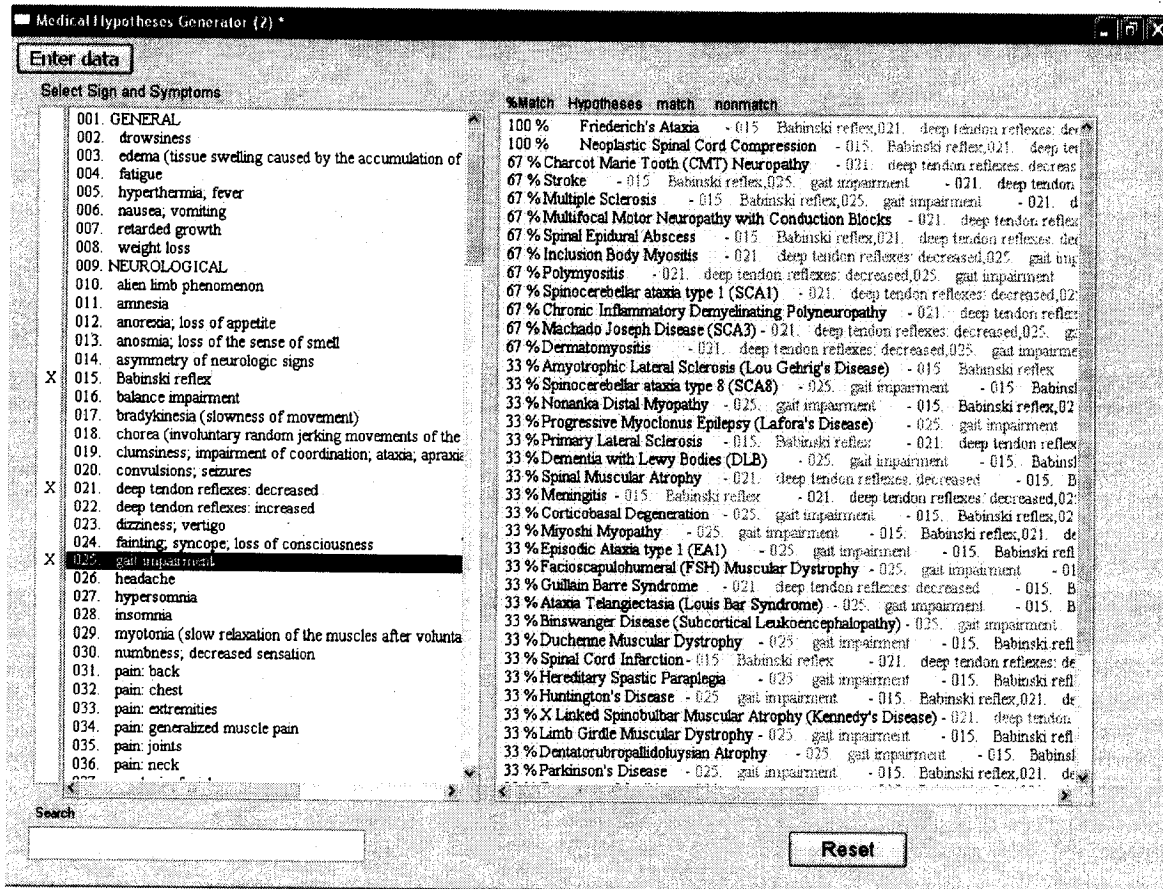 Medical Hypotheses Generator (2) *
Enter data
Select Sign and Symptoms
001. GENERAL
002. drowsiness
003. edema (tissue swelling caused by the accumulation of
004. fatigue
005. hyperthermia; fever
006. nausea; vomiting
007. retarded growth
008. weight loss
009. NEUROLOGICAL
010. alien limb phenomenon
011. amnesia
012. anorexia; loss of appetite
013. anosmia; loss of the sense of smell
014. asymmetry of neurologic signs
X 015. Babinski reflex
016. balance impairment
017. bradykinesia (slowness of movement)
018. chorea (involuntary random jerking movements of the
019. clumsiness; impairment of coordination; ataxia; apraxia
020. convulsions; seizures
X 021. deep tendon reflexes: decreased
022. deep tendon reflexes: increased
023. dizziness; vertigo
024. fainting; syncope; loss of consciousness
X 025. gait impairment
026. headache
027. hypersomnia
028. insomnia
029. myotonia (slow relaxation of the muscles after volunta
030. numbness; decreased sensation
031. pain: back
032. pain: chest
033. pain: extremities
034. pain: generalized muscle pain
035. pain: joints
036. pain: neck
Search
%Match Hypotheses match nonmatch
100 % Friederich's Ataxia - 015 Babinski reflex,021. deep tendon reflexes: de
100 % Neoplastic Spinal Cord Compression - 015. Babinski reflex,021. deep te
67 % Charcot Marie Tooth (CMT) Neuropathy - 021. deep tendon reflexes. decreas
67 % Stroke - 015 Babinski reflex,025. gait impairment - 021. deep tendon
67 % Multiple Sclerosis - 015 Babinski reflex,025. gait impairment - 021. d
67 % Multifocal Motor Neuropathy with Conduction Blocks - 021. deep tendon reflex
67 % Spinal Epidural Abscess - 015. Babinski reflex,021. deep tendon reflexes. de
67 % Inclusion Body Myositis - 021. deep tendon reflexes: decreased,025. gait imp
67 % Polymyositis - 021. deep tendon reflexes: decreased,025. gait impairment
67 % Spinocerebellar ataxia type 1 (SCA1) - 021. deep tendon reflexes: decreased,02
67 % Chronic Inflammatory Demyelinating Polyneuropathy - 021. deep tendon reflex
67 % Machado Joseph Disease (SCA3) - 021. deep tendon reflexes: decreased,025. g
67 % Dermatomyositis - 021. deep tendon reflexes: decreased,025. gait impairme
33 % Amyotrophic Lateral Sclerosis (Lou Gehrig's Disease) - 015 Babinski reflex
33 % Spinocerebellar ataxia type 8 (SCA8) - 025. gait impairment - 015 Babinsl
33 % Nonanka Distal Myopathy - 025. gait impairment - 015. Babinski reflex,02
33 % Progressive Myoclonus Epilepsy (Lafora's Disease) - 025. gait impairment
33 % Primary Lateral Sclerosis - 015. Babinski reflex - 021. deep tendon reflex
33 % Dementia with Lewy Bodies (DLB) - 025. gait impairment - 015. Babinsl
33 % Spinal Muscular Atrophy - 021. deep tendon reflexes. decreased - 015. B
33 % Meningitis - 015. Babinski reflex - 021. deep tendon reflexes: decreased,02
33 % Corticobasal Degeneration - 025. gait impairment - 015. Babinski reflex,02
33 % Miyoshi Myopathy - 025. gait impairment - 015. Babinski reflex,021. de
33 % Episodic Ataxia type 1 (EA1) - 025. gait impairment - 015. Babinski refl
33 % Facioscapulohumeral (FSH) Muscular Dystrophy - 025. gait impairment - 01
33 % Guillain Barre Syndrome - 021. deep tendon reflexes: decreased - 015. B
33 % Ataxia Telangiectasia (Louis Bar Syndrome) - 025. gait impairment - 015. B
33 % Binswanger Disease (Subcortical Leukoencephalopathy) - 025. gait impairment
33 % Duchenne Muscular Dystrophy - 025 gait impairment - 015. Babinski refl
33 % Spinal Cord Infarction - 015 Babinski reflex - 021. deep tendon reflexes: de
33 % Hereditary Spastic Paraplegia - 025 gait impairment - 015. Babinski refl
33 % Huntington's Disease - 025 gait impairment - 015. Babinski reflex,021. de
33 % X Linked Spinobulbar Muscular Atrophy (Kennedy's Disease) - 021. deep tendon
33 % Limb Girdle Muscular Dystrophy - 025 gait impairment - 015. Babinski refl
33 % Dentatorubropallidoluysian Atrophy - 025 gait impairment - 015. Babinsl
33 % Parkinson's Disease - 025. gait impairment - 015. Babinski reflex,021. de
Reset